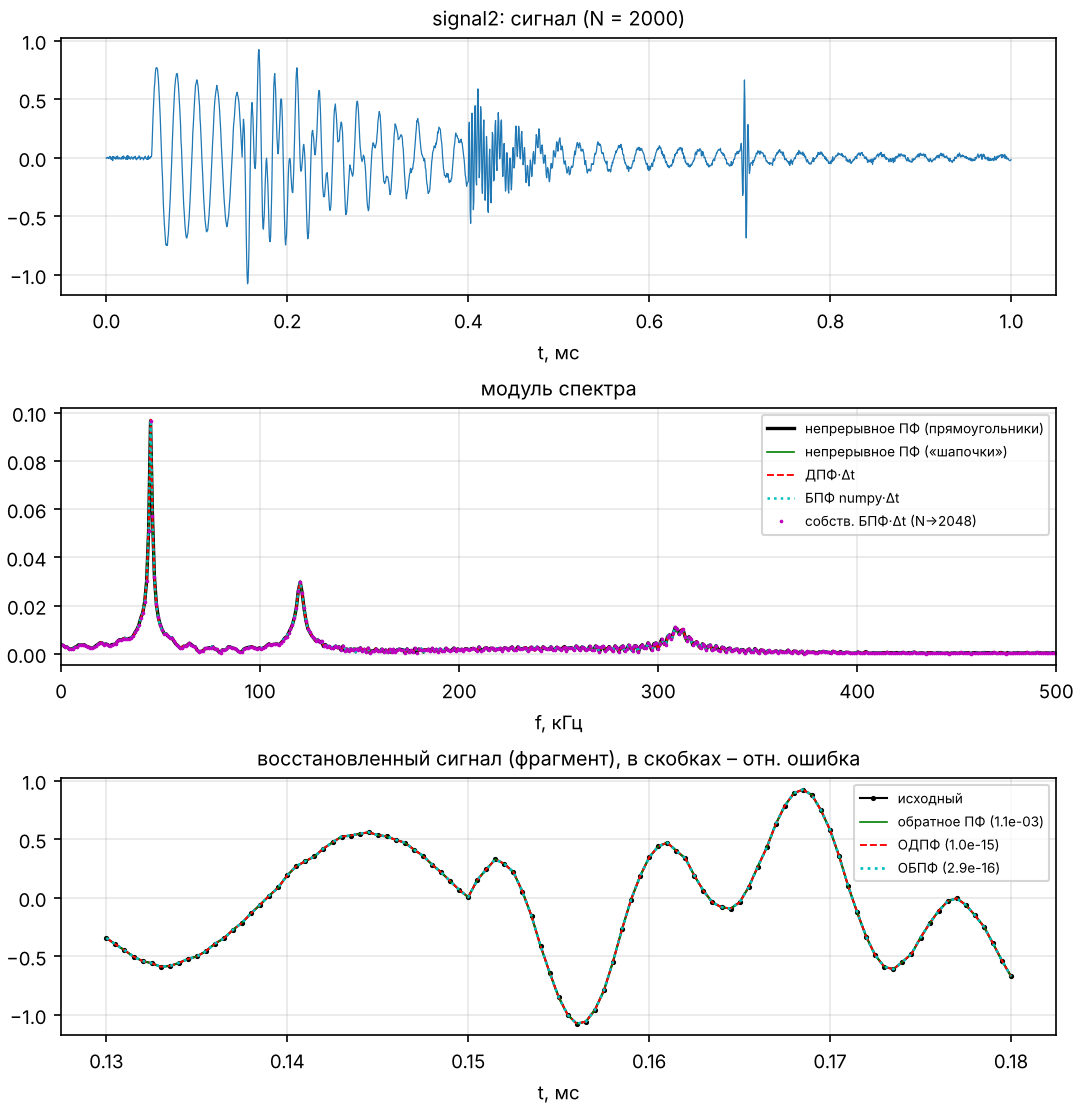 signal2: сигнал (N = 2000)
1.0
0.5
0.0
−0.5
−1.0
0.0 0.2 0.4 0.6 0.8 1.0
t, мс
модуль спектра
0.10
0.08
0.06
0.04
0.02
0.00
непрерывное ПФ (прямоугольники)
непрерывное ПФ («шапочки»)
ДПФ·Δt
БПФ numpy·Δt
собств. БПФ·Δt (N→2048)
0 100 200 300 400 500
f, кГц
восстановленный сигнал (фрагмент), в скобках – отн. ошибка
1.0
0.5
0.0
−0.5
−1.0
исходный
обратное ПФ (1.1e-03)
ОДПФ (1.0e-15)
ОБПФ (2.9e-16)
0.13 0.14 0.15 0.16 0.17 0.18
t, мс